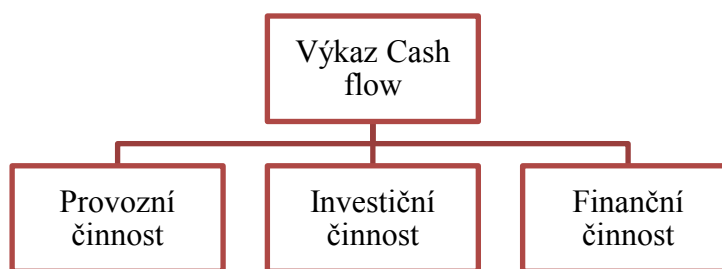 Výkaz Cash
flow
Provozní
činnost
Investiční
činnost
Finanční
činnost